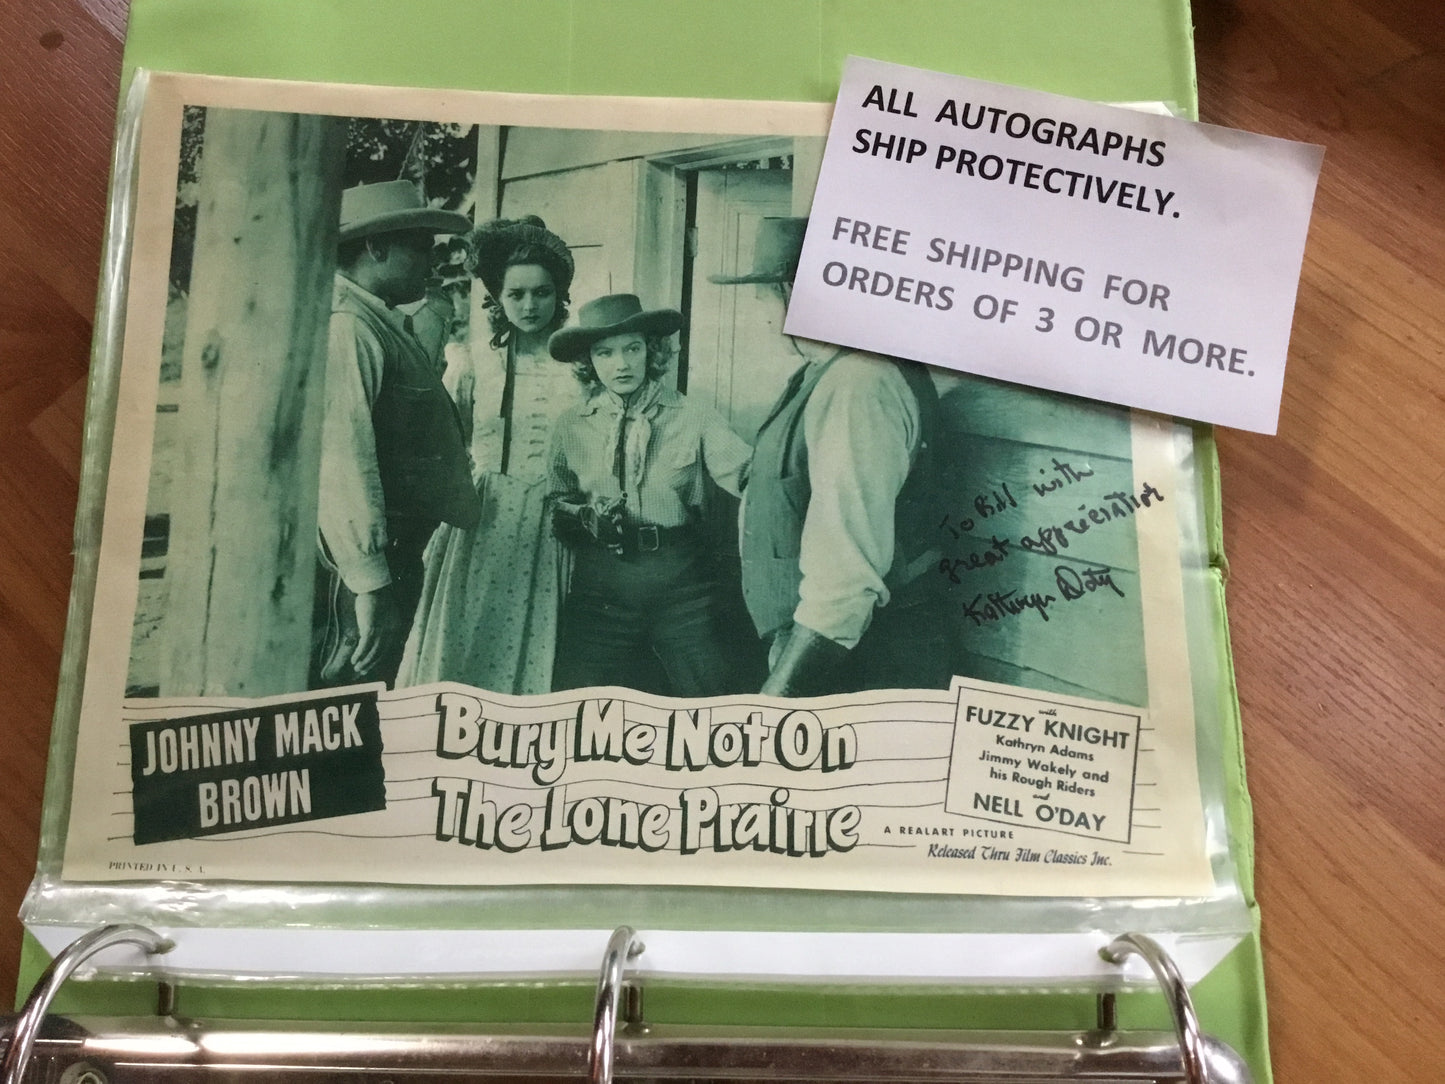 ALL AUTOGRAPHS
SHIP PROTECTIVELY.
FREE SHIPPING FOR
ORDERS OF 3 OR MORE.
To Bill with
great appreciation
Kathryn Doty
JOHNNY MACK
BROWN
Bury Me Not On
The Lone Prairie
with
FUZZY KNIGHT
Kathryn Adams
Jimmy Wakely and
his Rough Riders
and
NELL O'DAY
A REALART PICTURE
Released Thru Film Classics Inc.
PRINTED IN U. S. A.